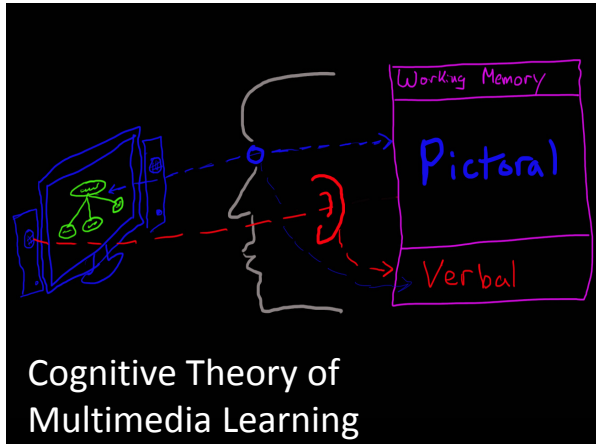 Working Memory
Pictoral
Verbal
Cognitive Theory of
Multimedia Learning